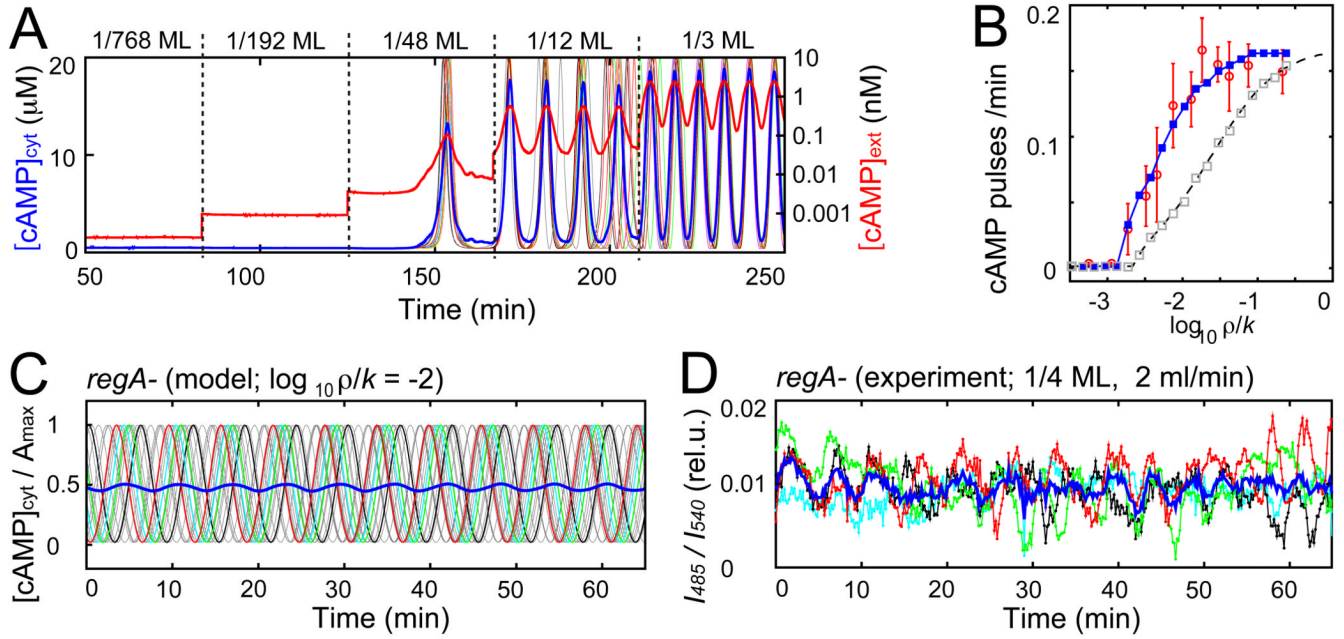 A
1/768 ML 1/192 ML 1/48 ML 1/12 ML 1/3 ML
[cAMP]cyt (μM)
20
10
0
10
1
0.1
0.01
0.001
[cAMP]ext (nM)
50 100 150 200 250
Time (min)
B
cAMP pulses /min
0.2
0.1
0
-3 -2 -1 0
log10 ρ/k
C
regA- (model; log 10 ρ/k = -2)
[cAMP]cyt / Amax
1
0.5
0
0 10 20 30 40 50 60
Time (min)
D
regA- (experiment; 1/4 ML, 2 ml/min)
I485 / I540 (rel.u.)
0.02
0.01
0
0 10 20 30 40 50 60
Time (min)